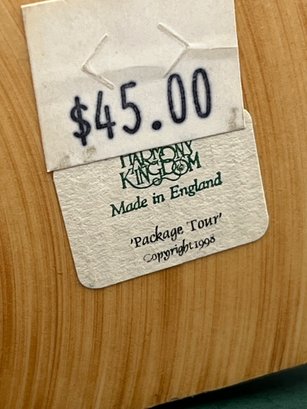 $45.00
HARMONY
KINGDOM
Made in England
'Package Tour'
Copyright 1998